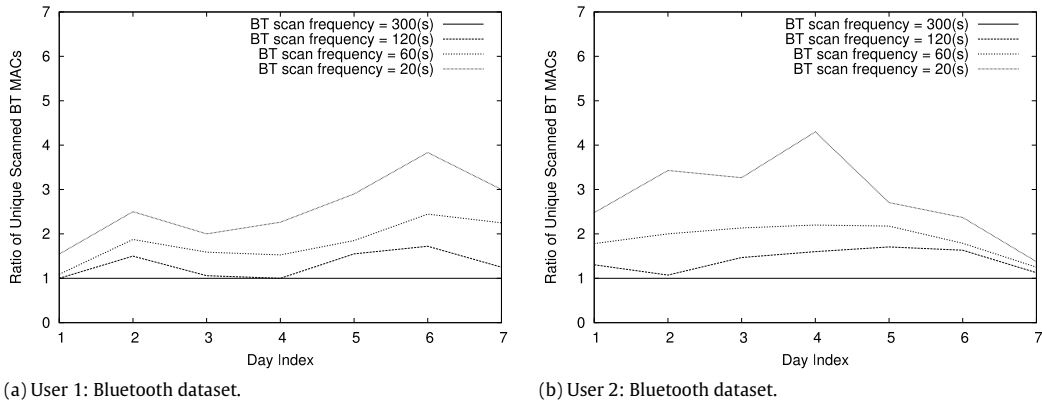 BT scan frequency = 300(s)
BT scan frequency = 120(s)
BT scan frequency = 60(s)
BT scan frequency = 20(s)
Ratio of Unique Scanned BT MACs
7
6
5
4
3
2
1
0
1 2 3 4 5 6 7
Day Index
(a) User 1: Bluetooth dataset.
BT scan frequency = 300(s)
BT scan frequency = 120(s)
BT scan frequency = 60(s)
BT scan frequency = 20(s)
Ratio of Unique Scanned BT MACs
7
6
5
4
3
2
1
0
1 2 3 4 5 6 7
Day Index
(b) User 2: Bluetooth dataset.